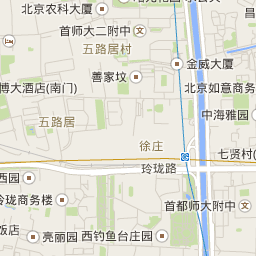 北京农科大厦
昌
首师大二附中
五路居村
善家坟
金威大厦
博大酒店(南门)
北京如意商务
五路居
中海雅园
徐庄
七贤村(
玲珑路
西园
玲珑商务楼
首都师大附中
饭店
亮丽园
西钓鱼台庄园